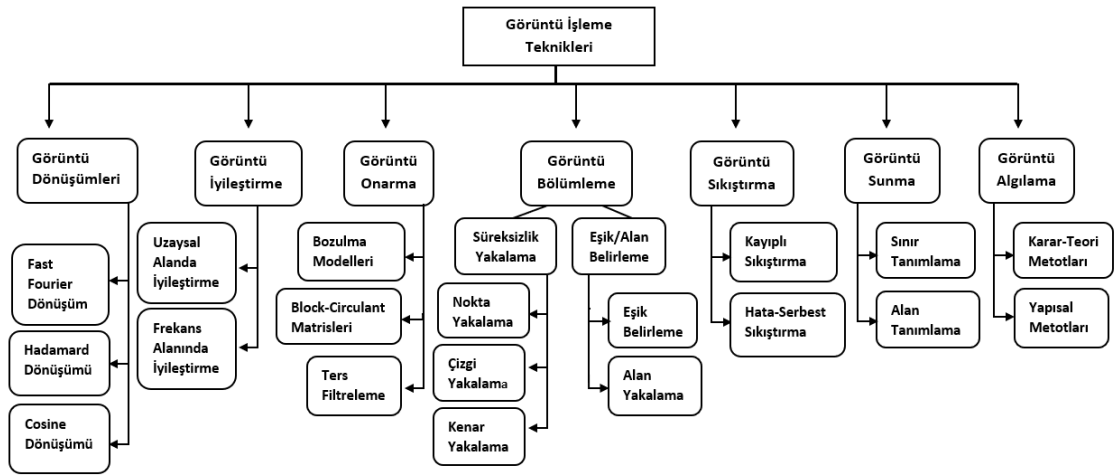 Görüntü İşleme
Teknikleri
Görüntü
Dönüşümleri
Fast
Fourier
Dönüşüm
Hadamard
Dönüşümü
Cosine
Dönüşümü
Görüntü
İyileştirme
Uzaysal
Alanda
İyileştirme
Frekans
Alanında
İyileştirme
Görüntü
Onarma
Bozulma
Modelleri
Block-Circulant
Matrisleri
Ters
Filtreleme
Görüntü
Bölümleme
Süreksizlik
Yakalama
Nokta
Yakalama
Çizgi
Yakalama
Kenar
Yakalama
Eşik/Alan
Belirleme
Eşik
Belirleme
Alan
Yakalama
Görüntü
Sıkıştırma
Kayıplı
Sıkıştırma
Hata-Serbest
Sıkıştırma
Görüntü
Sunma
Sınır
Tanımlama
Alan
Tanımlama
Görüntü
Algılama
Karar-Teori
Metotları
Yapısal
Metotları